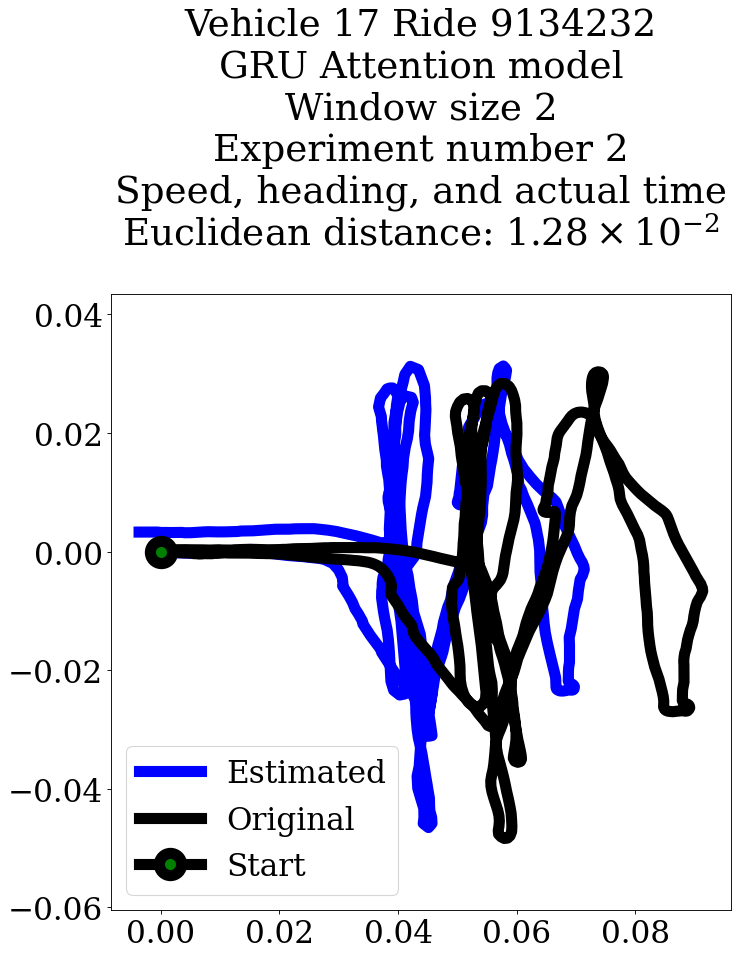 Vehicle 17 Ride 9134232
GRU Attention model
Window size 2
Experiment number 2
Speed, heading, and actual time
Euclidean distance: 1.28 × 10⁻²
0.04
0.02
0.00
−0.02
−0.04
−0.06
Estimated
Original
Start
0.00 0.02 0.04 0.06 0.08